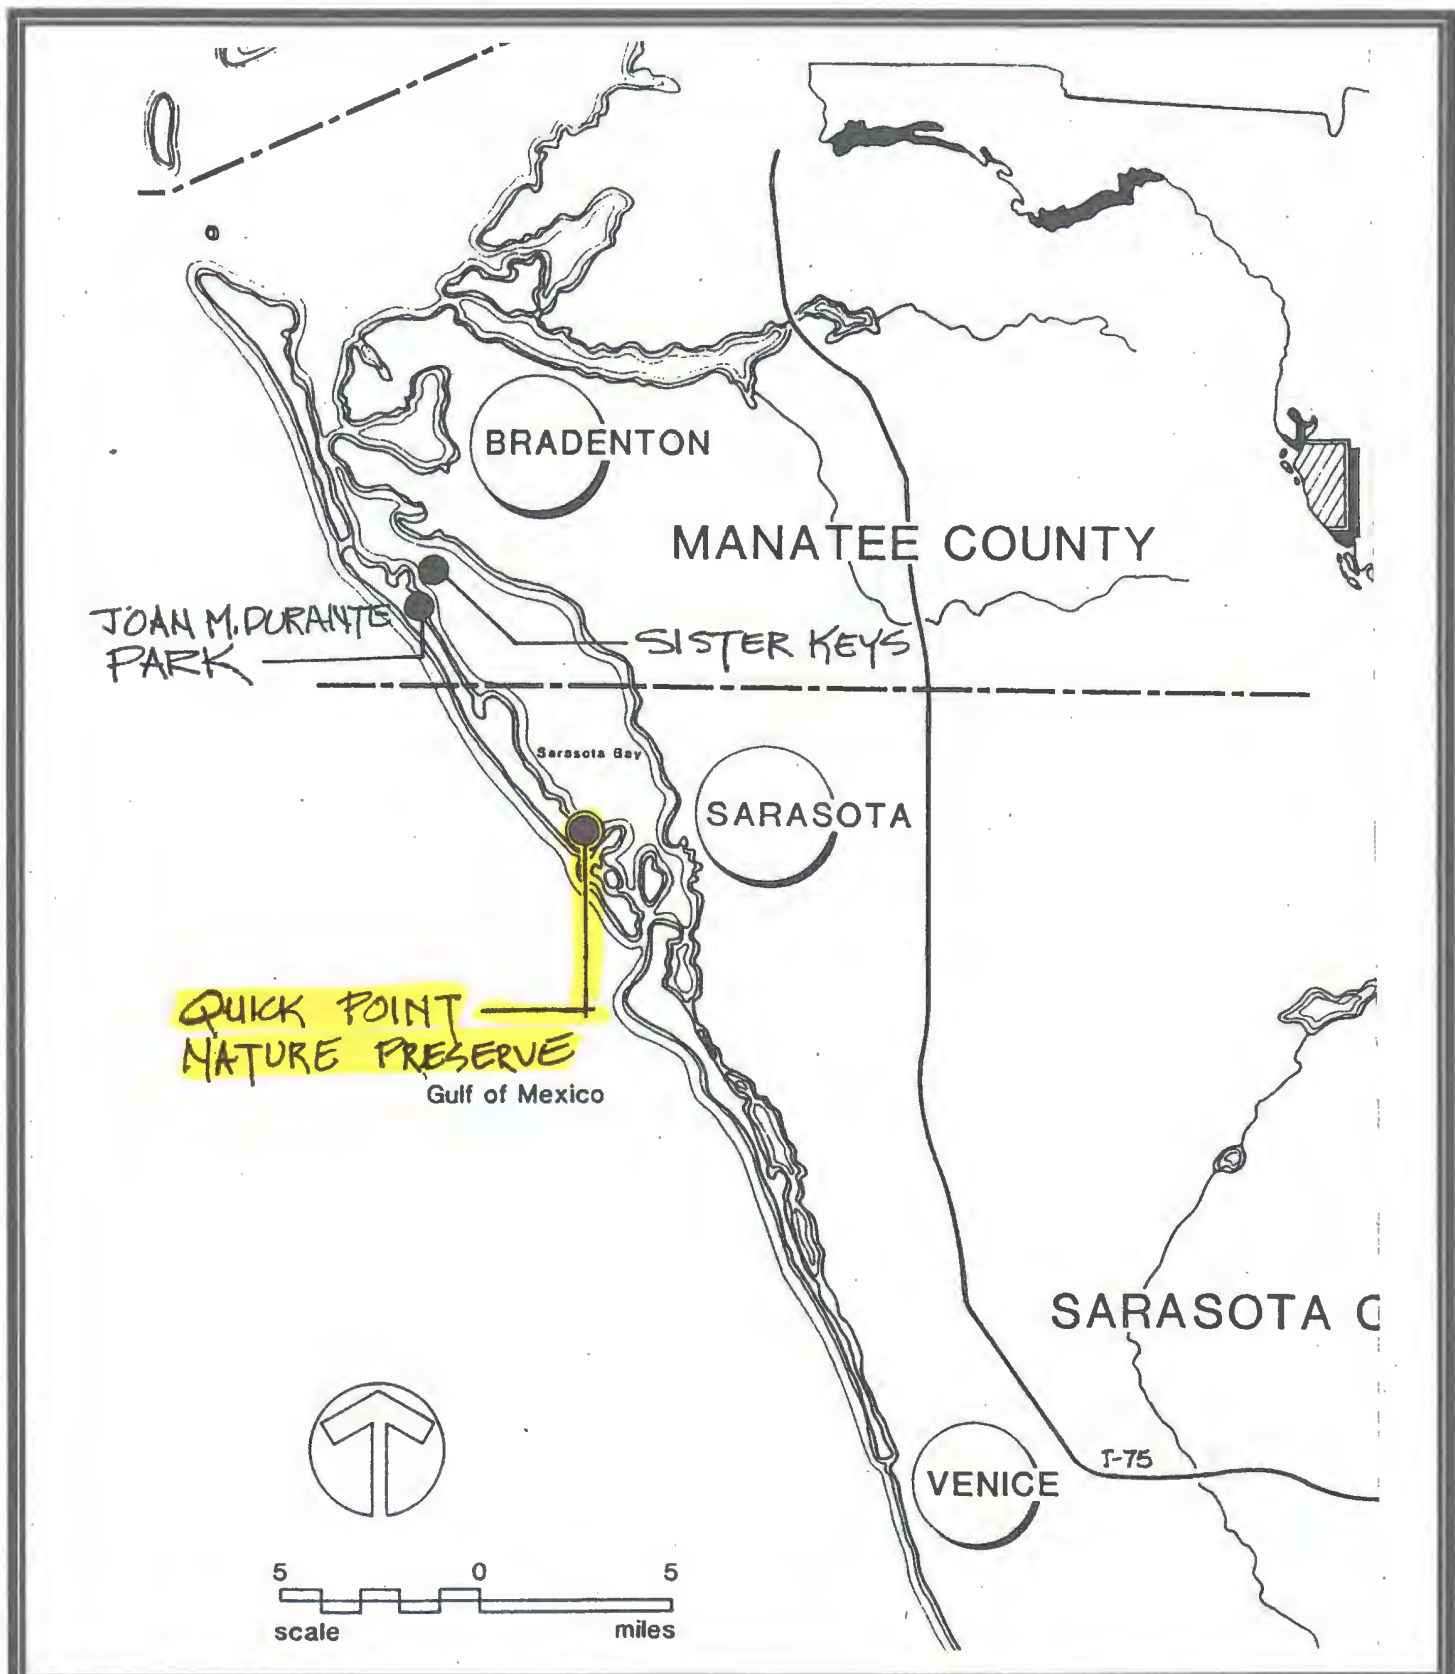 BRADENTON
MANATEE COUNTY
JOAN M. DURANTE
PARK
SISTER KEYS
Sarasota Bay
SARASOTA
QUICK POINT
NATURE PRESERVE
Gulf of Mexico
SARASOTA C
I-75
VENICE
5 0 5
scale miles